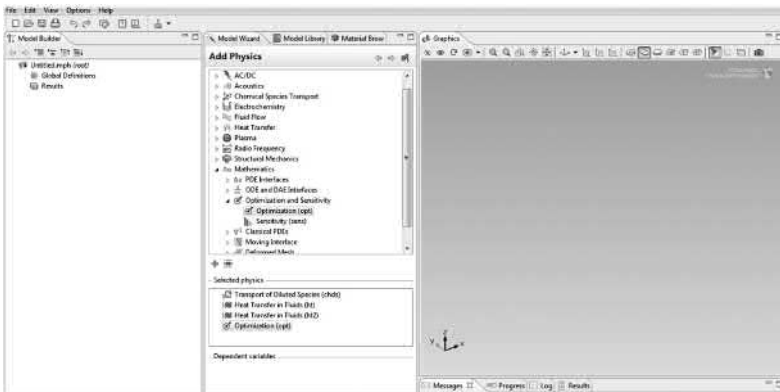 File Edit View Options Help
Model Builder
Untitled.mph (root)
Global Definitions
Results
Model Wizard Model Library Material Brow
Add Physics
AC/DC
Acoustics
Chemical Species Transport
Electrochemistry
Fluid Flow
Heat Transfer
Plasma
Radio Frequency
Structural Mechanics
Δu Mathematics
Δu PDE Interfaces
ODE and DAE Interfaces
Optimization and Sensitivity
Optimization (opt)
Sensitivity (sens)
Classical PDEs
Moving Interface
Deformed Mesh
Selected physics
Transport of Diluted Species (chds)
Heat Transfer in Fluids (ht)
Heat Transfer in Fluids (ht2)
Optimization (opt)
Dependent variables
Graphics
y z x
Messages Progress Log Results